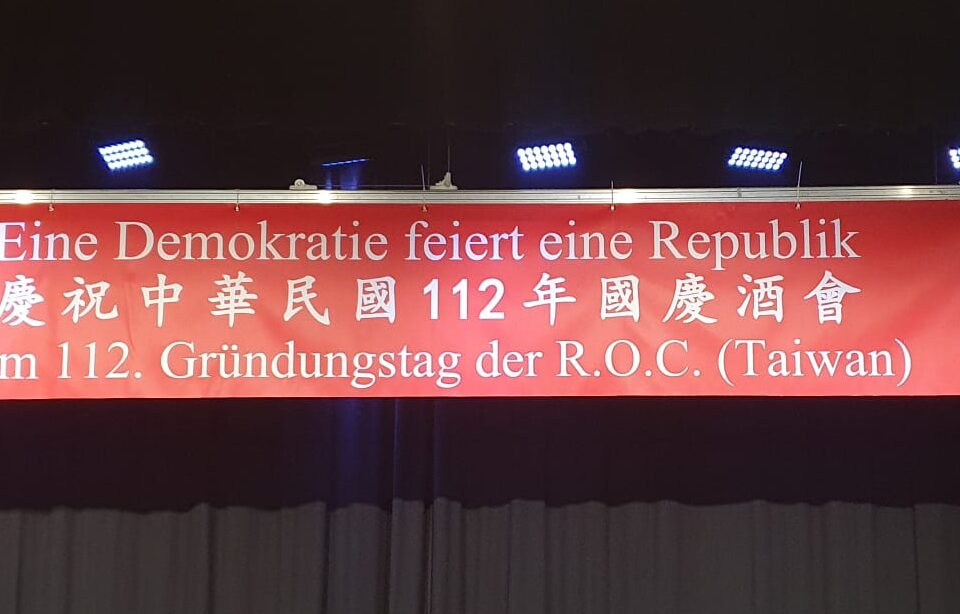 Eine Demokratie feiert eine Republik
慶祝中華民國112年國慶酒會
m 112. Gründungstag der R.O.C. (Taiwan)